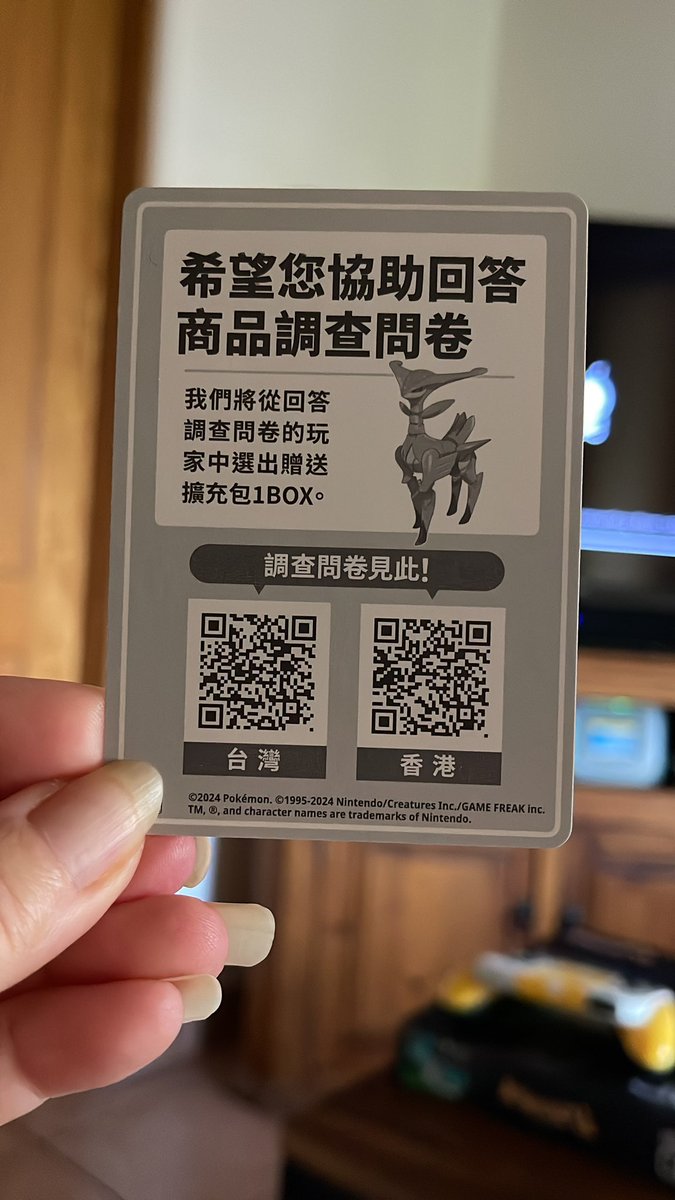 希望您協助回答
商品調查問卷
我們將從回答
調查問卷的玩
家中選出贈送
擴充包1BOX。
調查問卷見此!
台灣
香港
©2024 Pokémon. ©1995-2024 Nintendo/Creatures Inc./GAME FREAK inc.
TM, ®, and character names are trademarks of Nintendo.